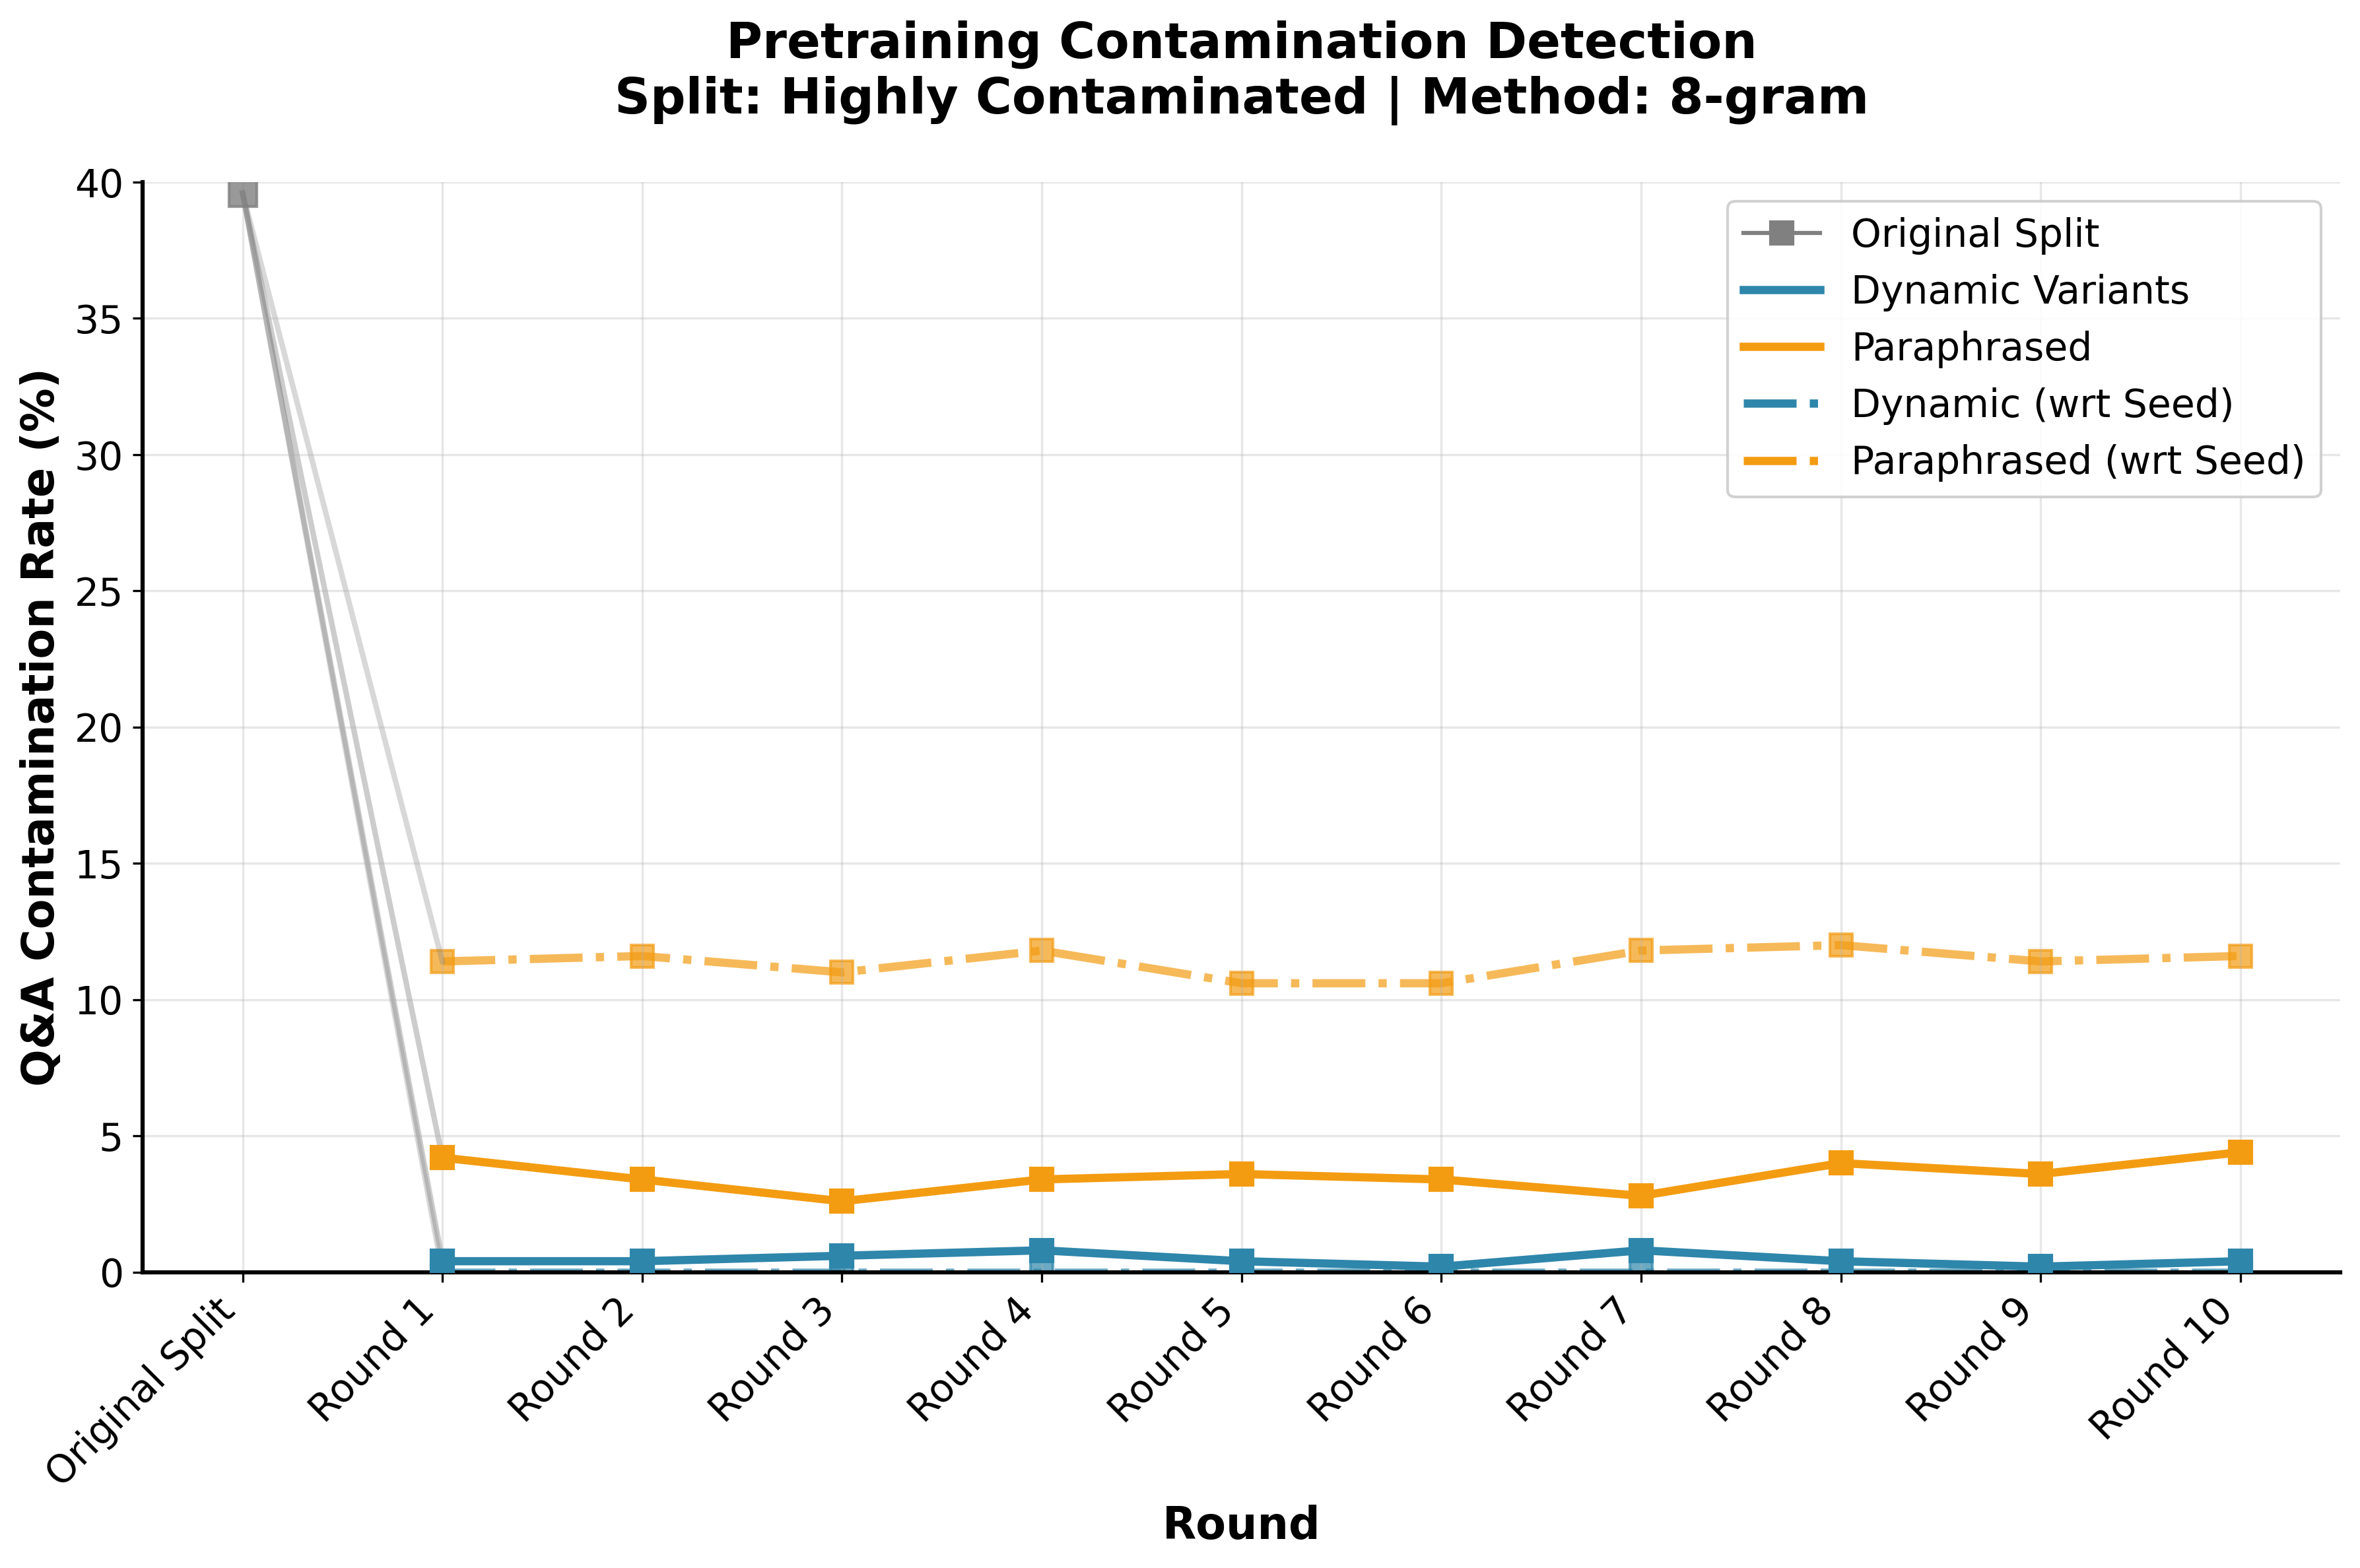 Pretraining Contamination Detection
Split: Highly Contaminated | Method: 8-gram
Q&A Contamination Rate (%)
40
35
30
25
20
15
10
5
0
Original Split
Dynamic Variants
Paraphrased
Dynamic (wrt Seed)
Paraphrased (wrt Seed)
Original Split
Round 1
Round 2
Round 3
Round 4
Round 5
Round 6
Round 7
Round 8
Round 9
Round 10
Round